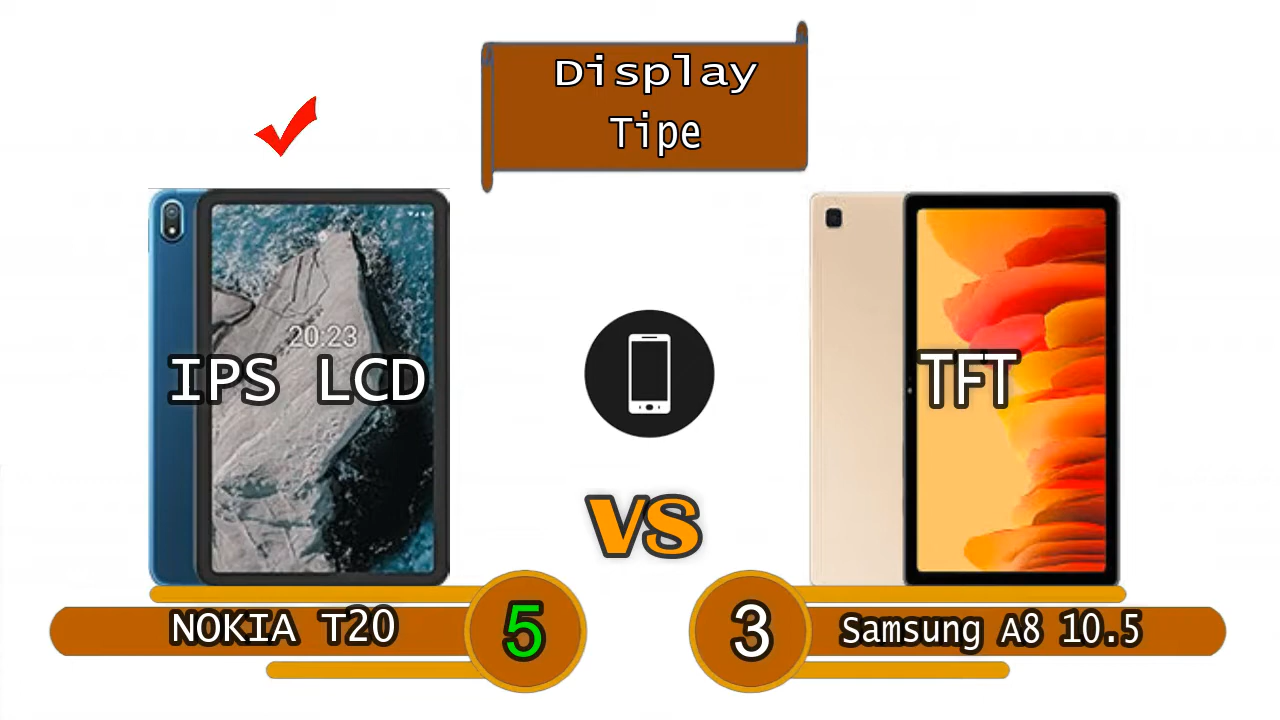 Display
Tipe
20:23
IPS LCD
TFT
VS
NOKIA T20
5
3
Samsung A8 10.5